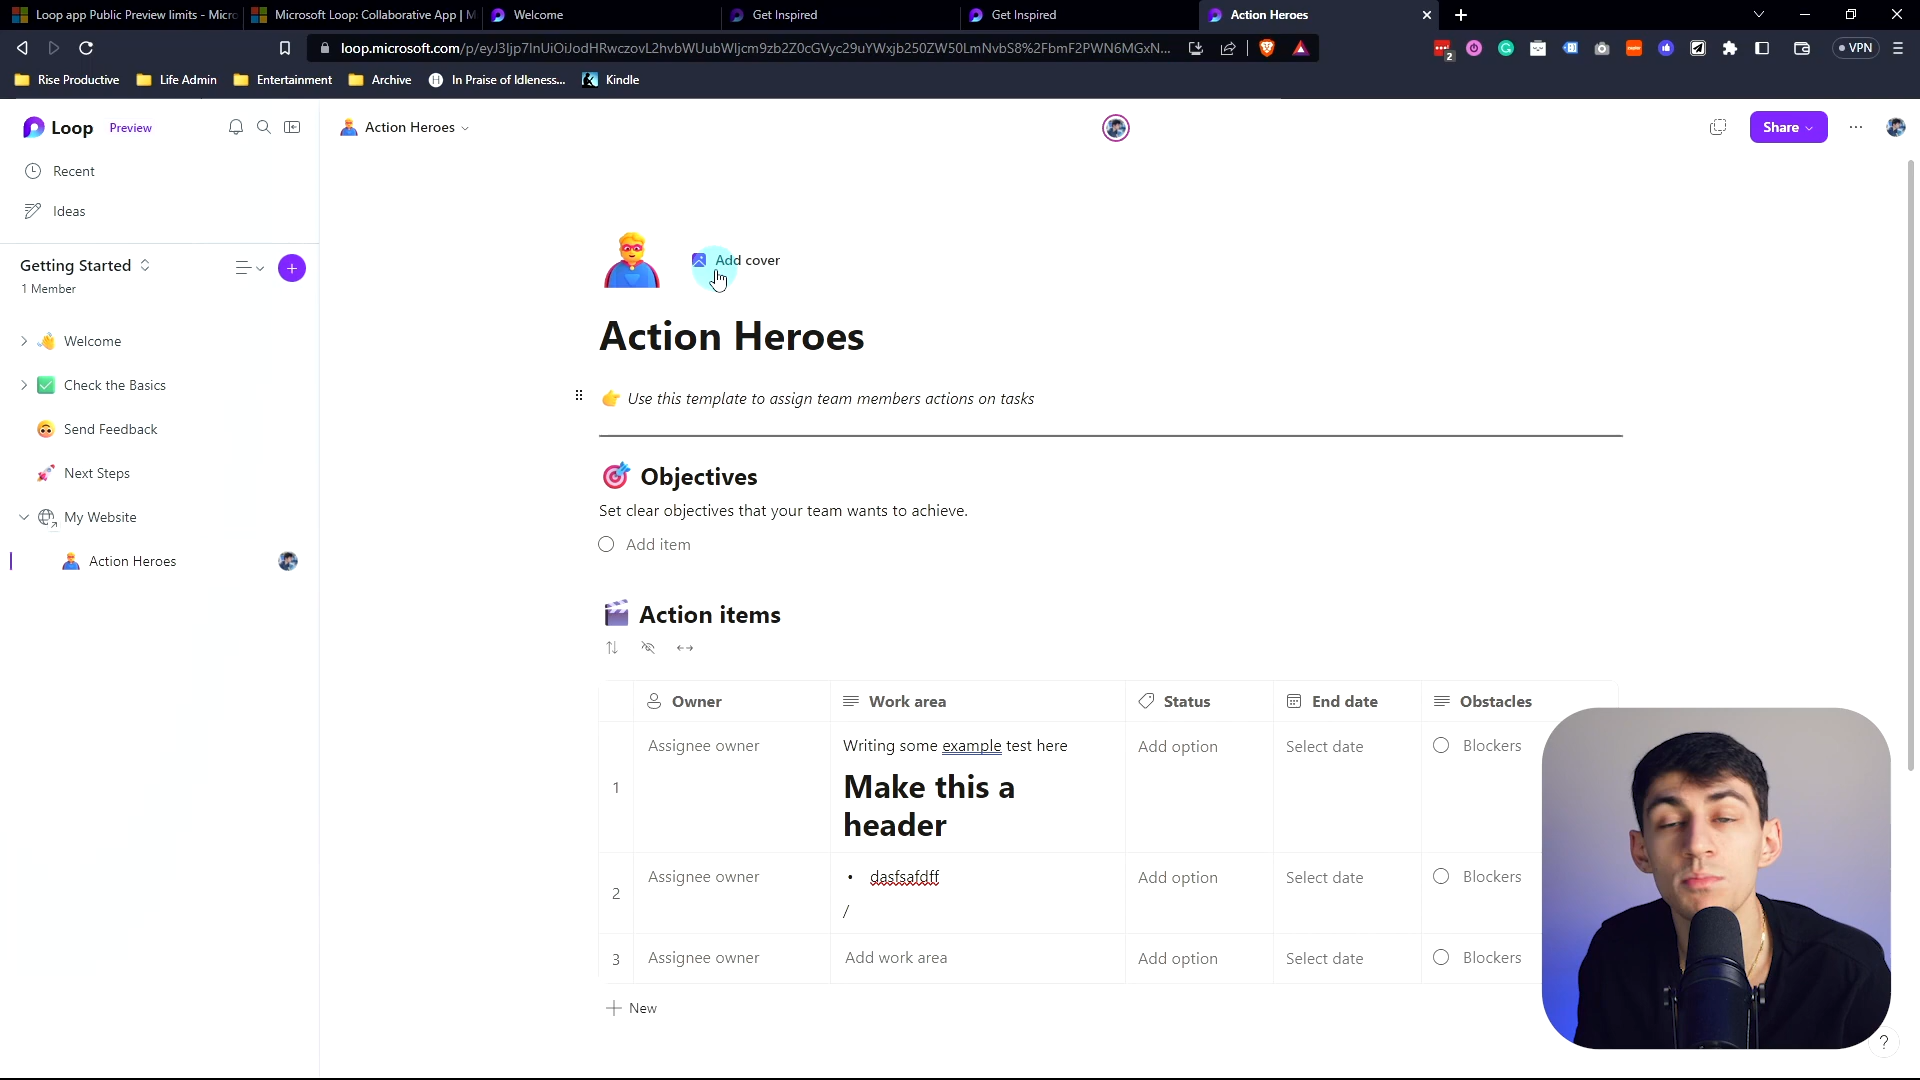 Loop app Public Preview limits - Micro
Microsoft Loop: Collaborative App | M
Welcome
Get Inspired
Get Inspired
Action Heroes
Rise Productive
Life Admin
Entertainment
Archive
In Praise of Idleness...
Kindle
VPN
2
Loop Preview
Action Heroes
Share
Recent
Ideas
Getting Started
1 Member
Welcome
Check the Basics
Send Feedback
Next Steps
My Website
Action Heroes
Add cover
Action Heroes
Use this template to assign team members actions on tasks
Objectives
Set clear objectives that your team wants to achieve.
Add item
Action items
Owner Work area Status End date Obstacles
1 Assignee owner Writing some example test here Add option Select date Blockers
Make this a
header
2 Assignee owner • dasfsafdff Add option Select date Blockers
/
3 Assignee owner Add work area Add option Select date Blockers
New
?